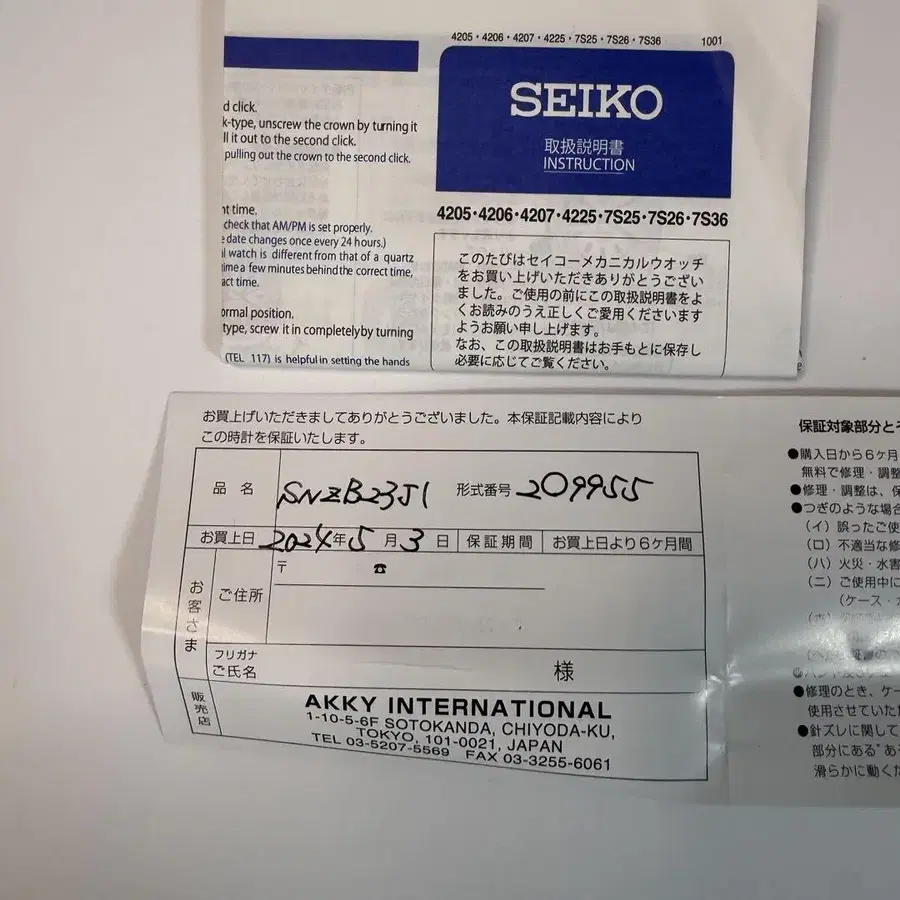 4205・4206・4207・4225・7S25・7S26・7S36 1001
SEIKO
取扱説明書
INSTRUCTION
4205・4206・4207・4225・7S25・7S26・7S36
このたびはセイコーメカニカルウオッチ
をお買い上げいただきありがとうござい
ました。ご使用の前にこの取扱説明書をよ
くお読みのうえ正しくご愛用くださいます
ようお願い申し上げます。
なお、この取扱説明書はお手もとに保存し
必要に応じてご覧ください。
d click.
k-type, unscrew the crown by turning it
ll it out to the second click.
pulling out the crown to the second click.
nt time.
check that AM/PM is set properly.
e date changes once every 24 hours.)
al watch is different from that of a quartz
time a few minutes behind the correct time,
act time.
ormal position.
type, screw it in completely by turning
(TEL 117) is helpful in setting the hands
お買上げいただきましてありがとうございました。本保証記載内容により
この時計を保証いたします。
品名 SNZB23J1 形式番号 209955
お買上日 2024年5月3日 保証期間 お買上日より6ケ月間
お客さま
ご住所 〒 ☎
フリガナ
ご氏名 様
販売店
AKKY INTERNATIONAL
1-10-5-6F SOTOKANDA, CHIYODA-KU,
TOKYO, 101-0021, JAPAN
TEL 03-5207-5569 FAX 03-3255-6061
保証対象部分とそ
●購入日から6ヶ月
無料で修理・調整
●修理・調整は、保
●つぎのような場合
(イ) 誤ったご使
(ロ) 不適当な修
(ハ) 火災・水害
(ニ) ご使用中に
(ケース・ガ
●修理のとき、ケー
使用させていた
●針ズレに関して
部分にある"あ
滑らかに動くた